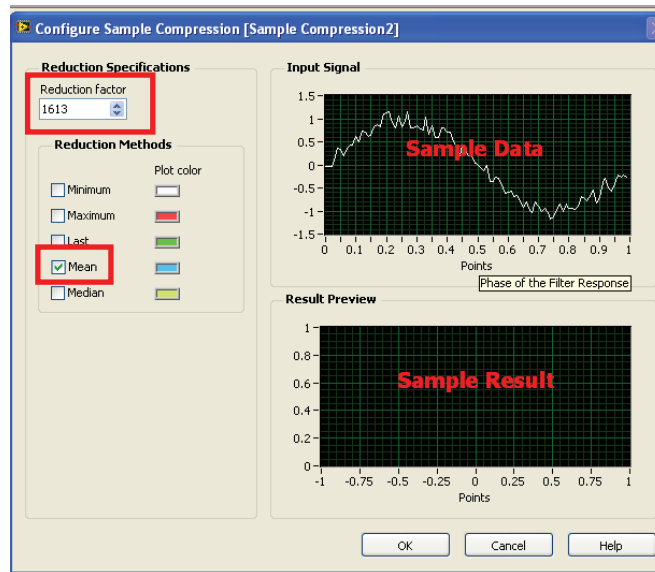 Configure Sample Compression [Sample Compression2]
Reduction Specifications
Reduction factor
1613
Reduction Methods
Plot color
Minimum
Maximum
Last
Mean
Median
Input Signal
1.5
1
0.5
0
-0.5
-1
-1.5
Sample Data
0 0.1 0.2 0.3 0.4 0.5 0.6 0.7 0.8 0.9 1
Points
Phase of the Filter Response
Result Preview
1
0.8
0.6
0.4
0.2
0
Sample Result
-1 -0.75 -0.5 -0.25 0 0.25 0.5 0.75 1
Points
OK Cancel Help